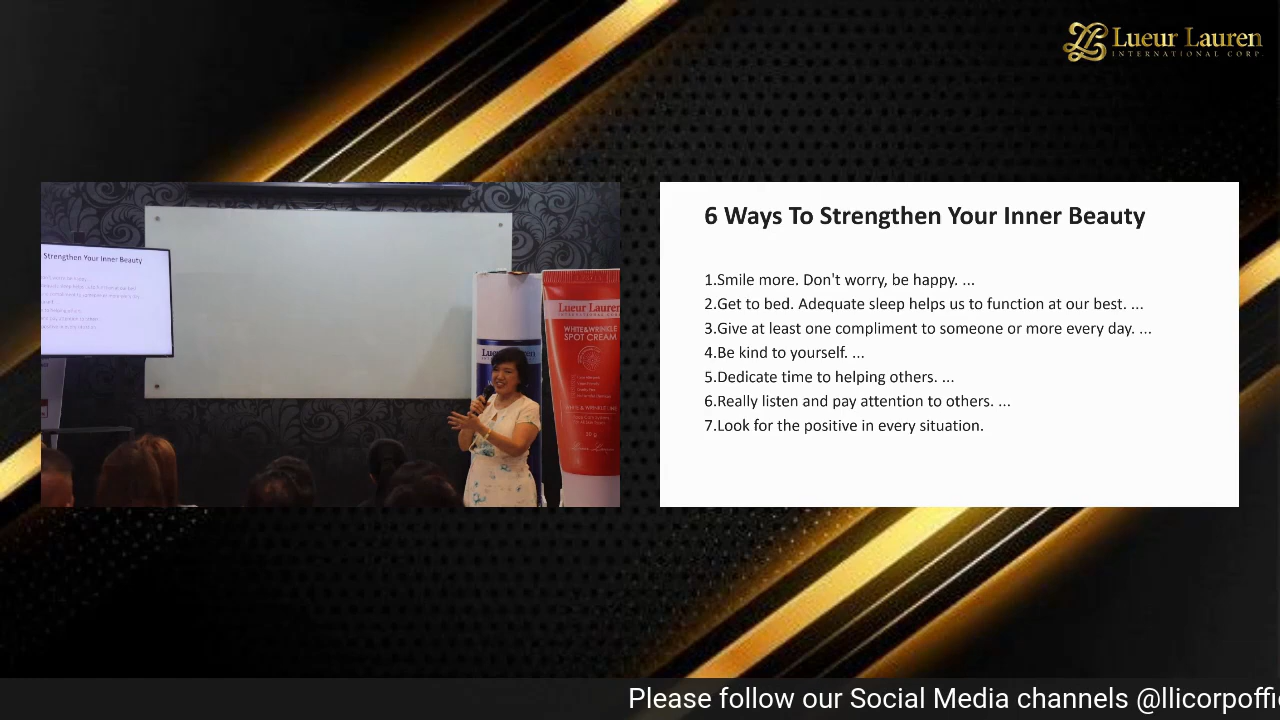 Lueur Lauren
INTERNATIONAL CORP.
Strengthen Your Inner Beauty
6 Ways To Strengthen Your Inner Beauty
1.Smile more. Don't worry, be happy. ...
2.Get to bed. Adequate sleep helps us to function at our best. ...
3.Give at least one compliment to someone or more every day. ...
4.Be kind to yourself. ...
5.Dedicate time to helping others. ...
6.Really listen and pay attention to others. ...
7.Look for the positive in every situation.
Lueur Lauren
WHITE&WRINKLE
SPOT CREAM
Please follow our Social Media channels @llicorpoffi